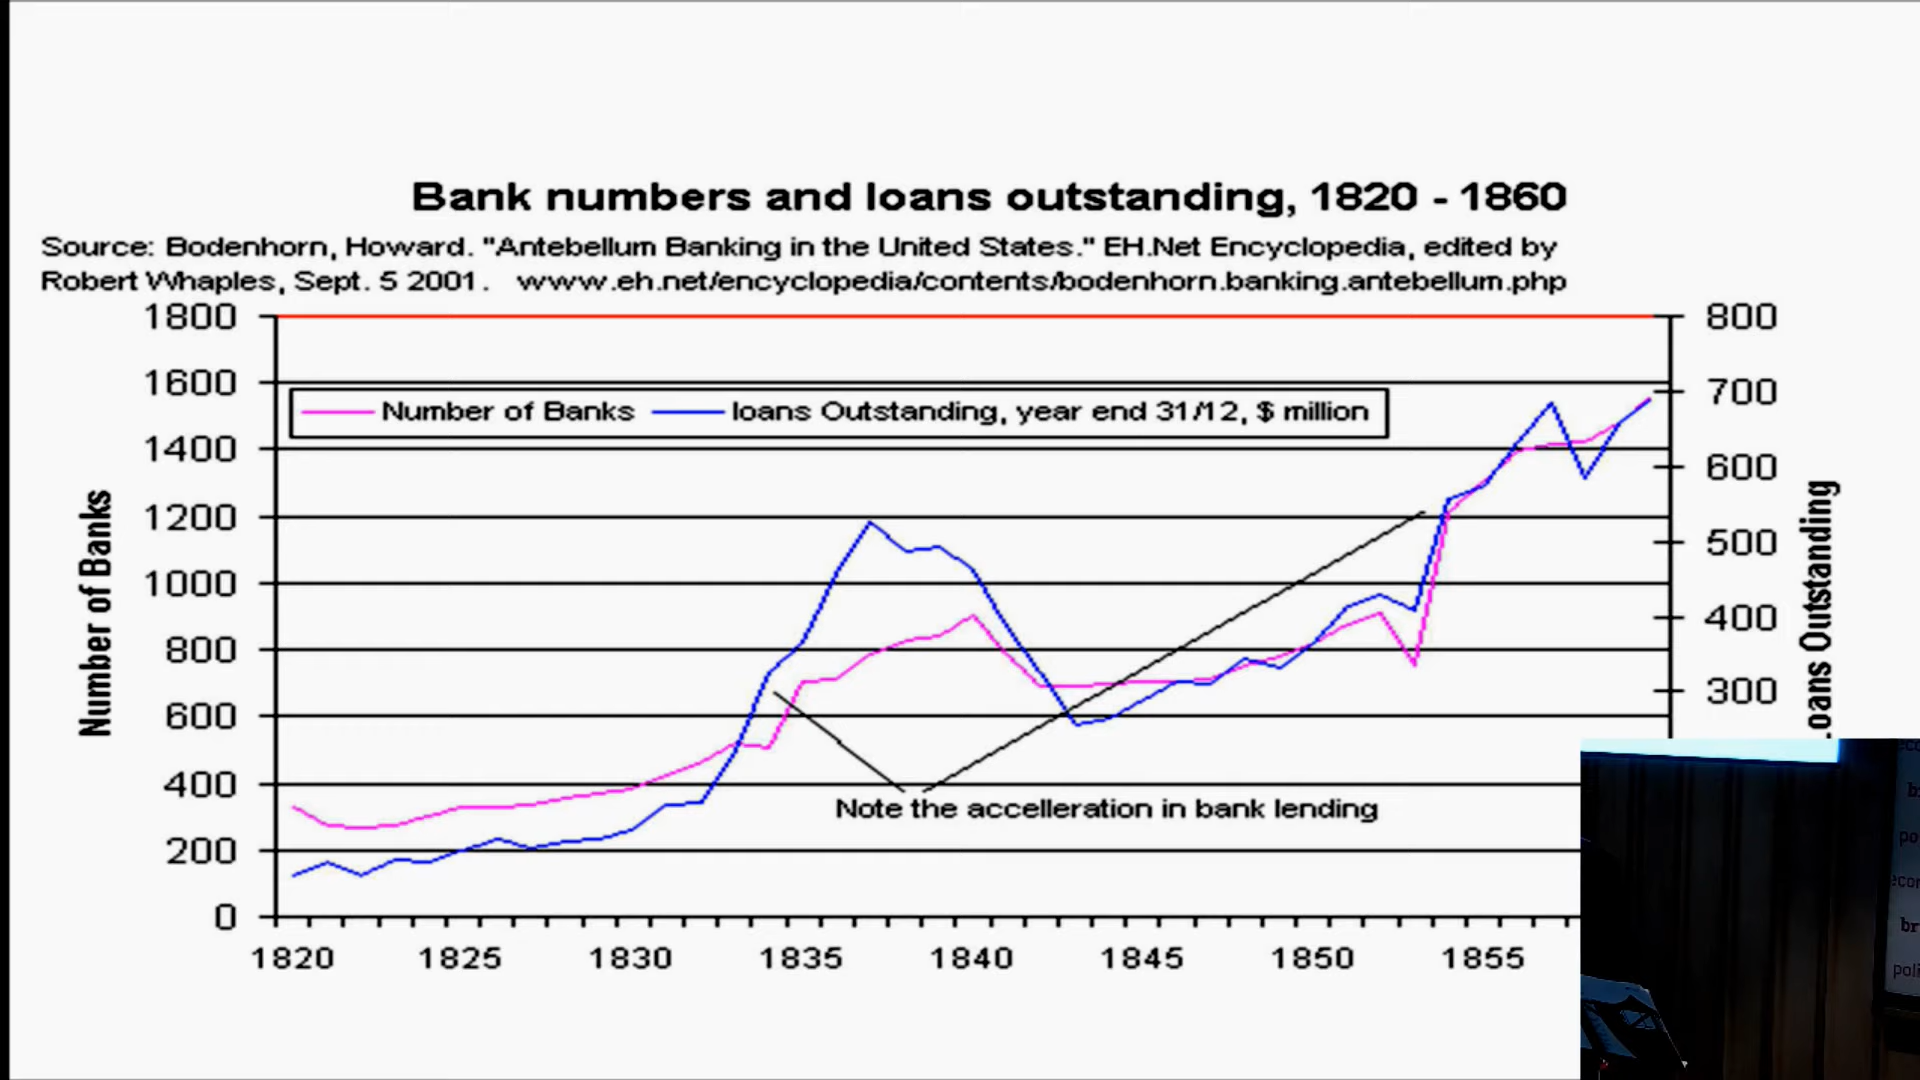 Bank numbers and loans outstanding, 1820 - 1860
Source: Bodenhorn, Howard. "Antebellum Banking in the United States." EH.Net Encyclopedia, edited by
Robert Whaples, Sept. 5 2001. www.eh.net/encyclopedia/contents/bodenhorn.banking.antebellum.php
1800
1600
1400
1200
1000
800
600
400
200
0
Number of Banks
Number of Banks
loans Outstanding, year end 31/12, $ million
Note the accelleration in bank lending
800
700
600
500
400
300
Outstanding
1820 1825 1830 1835 1840 1845 1850 1855